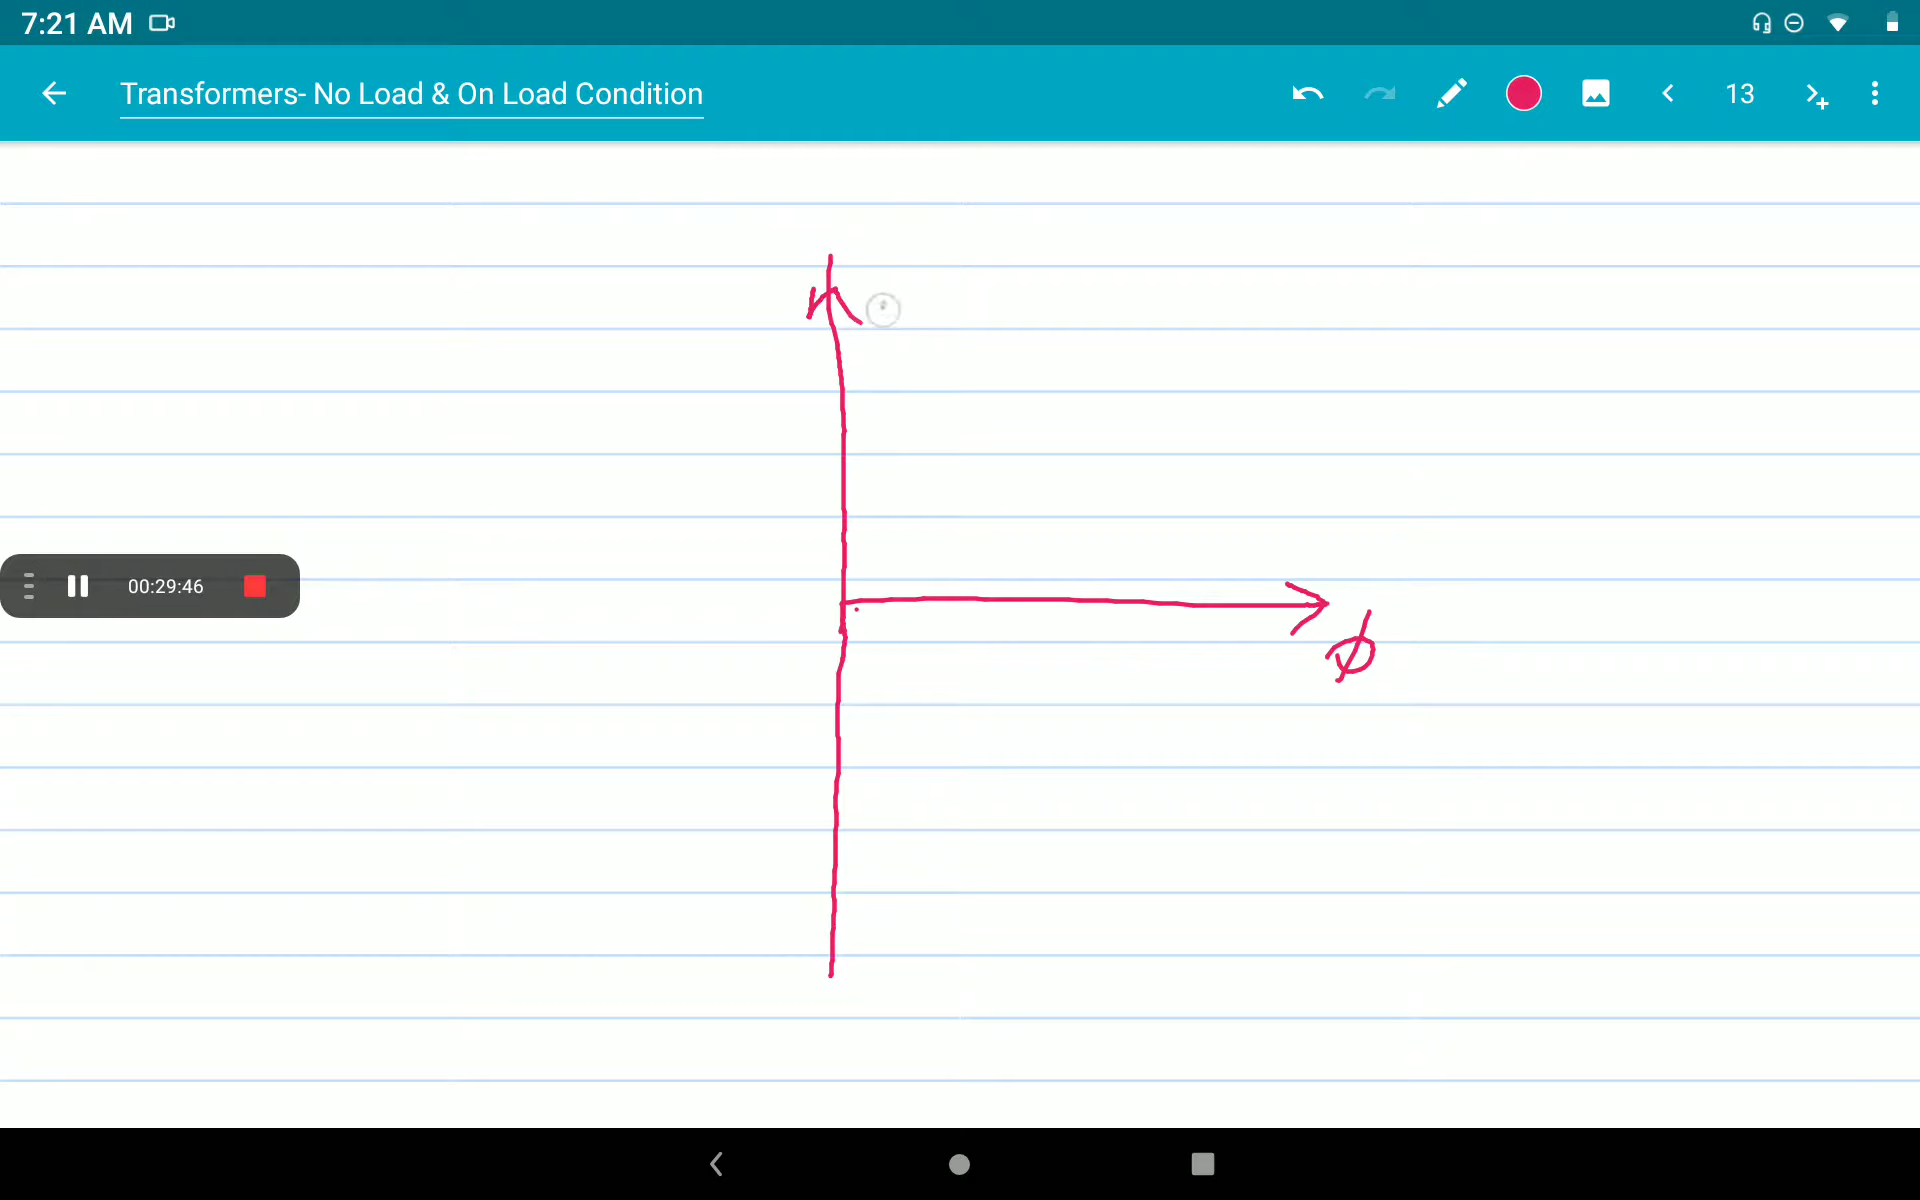 7:21 AM
Transformers- No Load & On Load Condition
13
00:29:46
ϕ